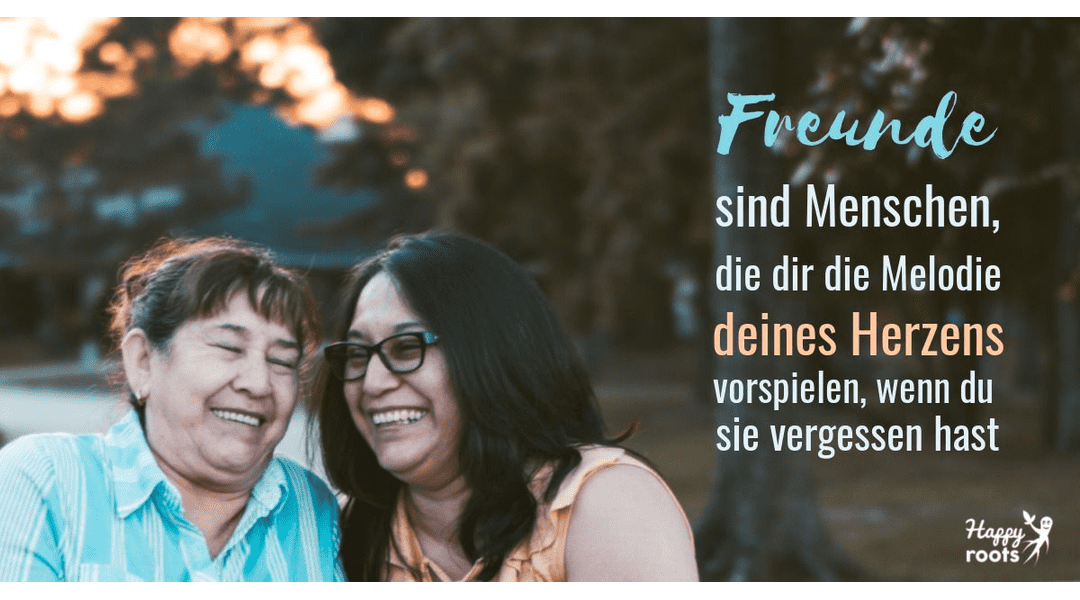 Freunde
sind Menschen,
die dir die Melodie
deines Herzens
vorspielen, wenn du
sie vergessen hast
Happy
roots